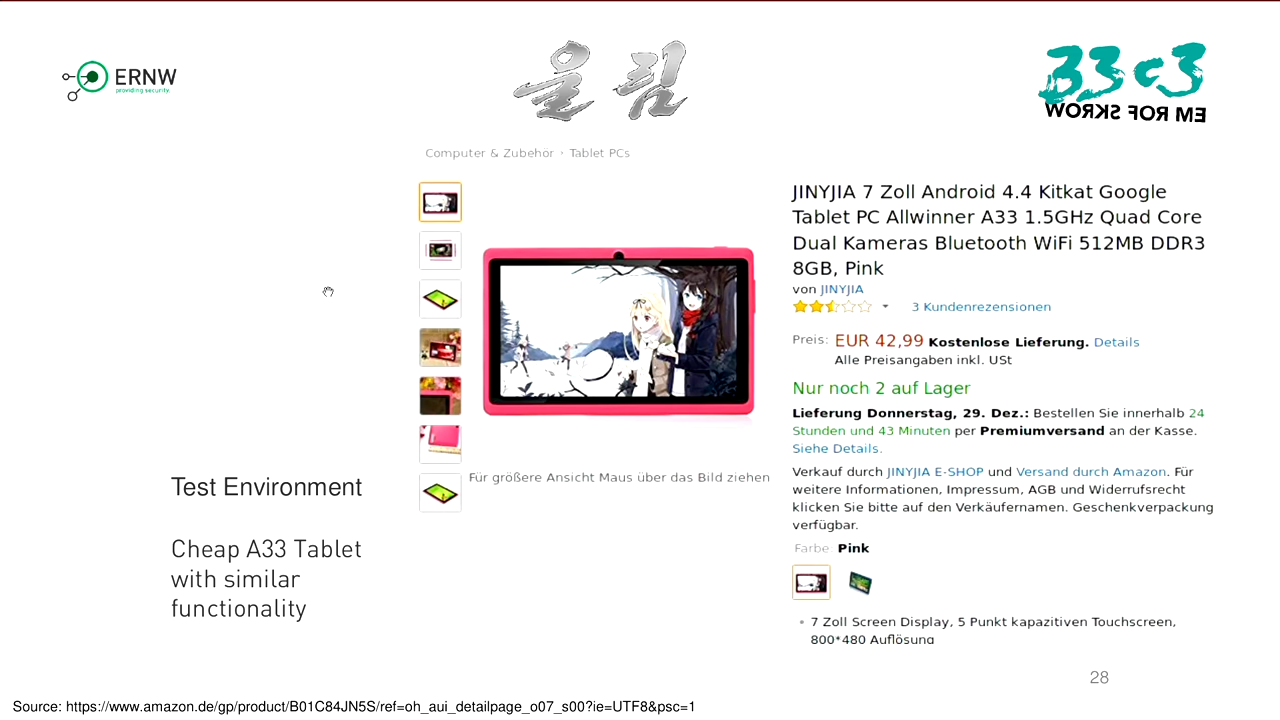 ERNW
providing security.
울림
33c3
WORKS FOR ME
Computer & Zubehör › Tablet PCs
JINYJIA 7 Zoll Android 4.4 Kitkat Google
Tablet PC Allwinner A33 1.5GHz Quad Core
Dual Kameras Bluetooth WiFi 512MB DDR3
8GB, Pink
von JINYJIA
3 Kundenrezensionen
Preis: EUR 42,99 Kostenlose Lieferung. Details
Alle Preisangaben inkl. USt
Nur noch 2 auf Lager
Lieferung Donnerstag, 29. Dez.: Bestellen Sie innerhalb 24
Stunden und 43 Minuten per Premiumversand an der Kasse.
Siehe Details.
Verkauf durch JINYJIA E-SHOP und Versand durch Amazon. Für
weitere Informationen, Impressum, AGB und Widerrufsrecht
klicken Sie bitte auf den Verkäufernamen. Geschenkverpackung
verfügbar.
Farbe: Pink
• 7 Zoll Screen Display, 5 Punkt kapazitiven Touchscreen,
800*480 Auflösung
Für größere Ansicht Maus über das Bild ziehen
Test Environment
Cheap A33 Tablet
with similar
functionality
28
Source: https://www.amazon.de/gp/product/B01C84JN5S/ref=oh_aui_detailpage_o07_s00?ie=UTF8&psc=1